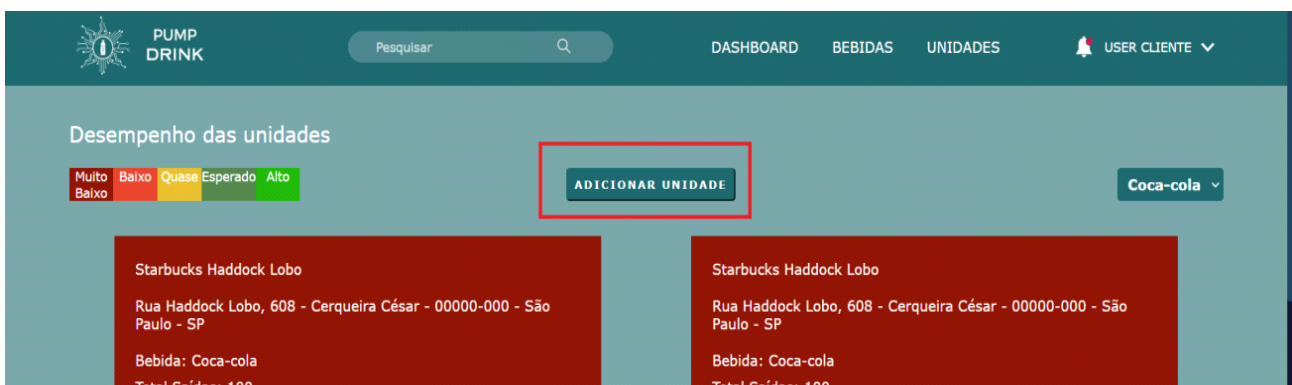 PUMP
DRINK
Pesquisar
DASHBOARD
BEBIDAS
UNIDADES
USER CLIENTE
Desempenho das unidades
Muito
Baixo
Baixo
Quase
Esperado
Alto
ADICIONAR UNIDADE
Coca-cola
Starbucks Haddock Lobo
Rua Haddock Lobo, 608 - Cerqueira César - 00000-000 - São
Paulo - SP
Bebida: Coca-cola
Starbucks Haddock Lobo
Rua Haddock Lobo, 608 - Cerqueira César - 00000-000 - São
Paulo - SP
Bebida: Coca-cola